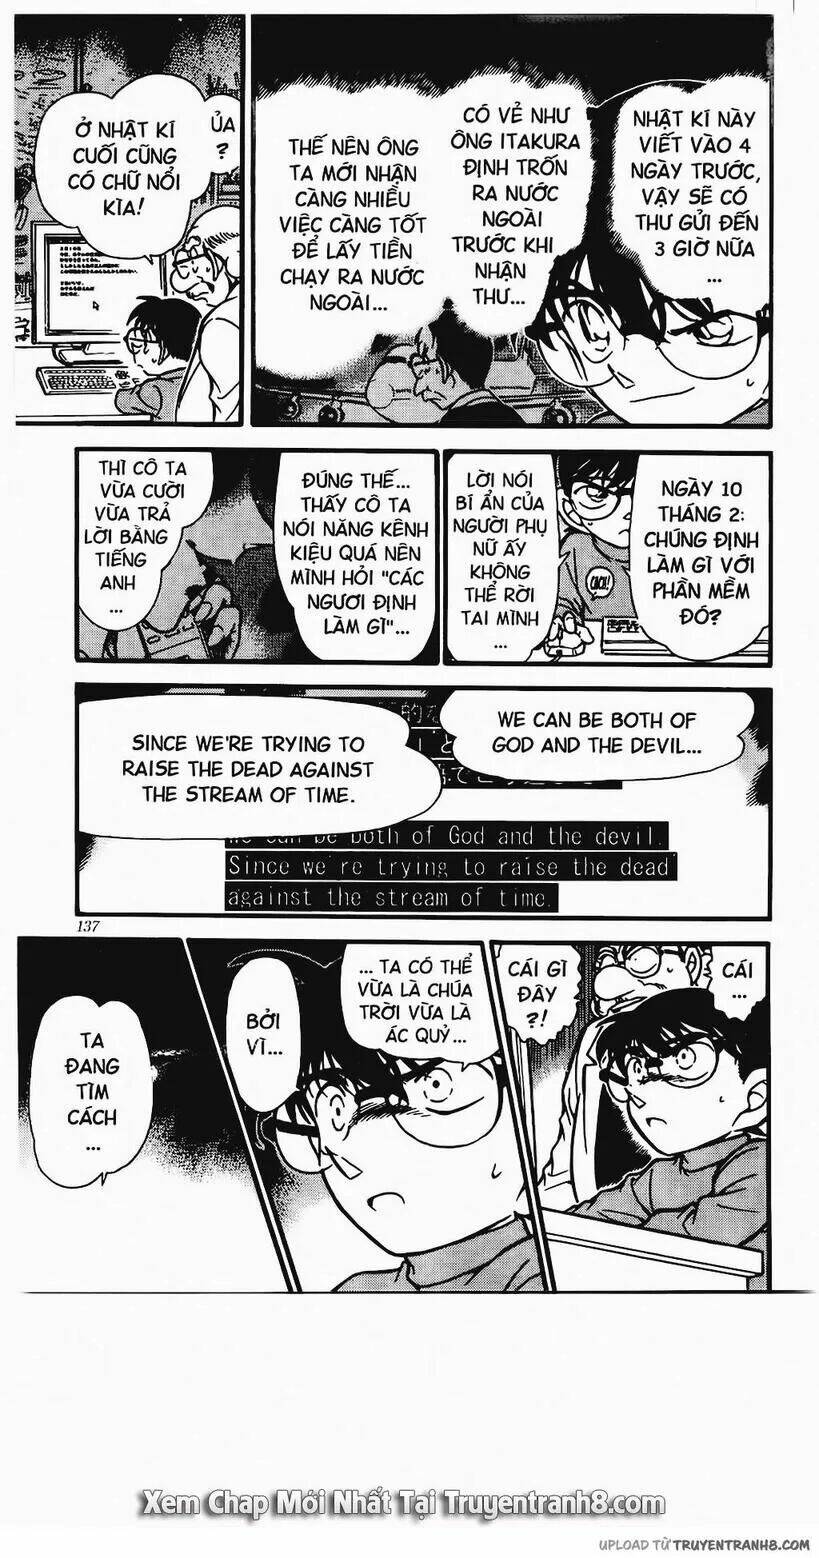 NHẬT KÍ NÀY
VIẾT VÀO 4
NGÀY TRƯỚC,
VẬY SẼ CÓ
THƯ GỬI ĐẾN
3 GIỜ NỮA
...
CÓ VẺ NHƯ
ÔNG ITAKURA
ĐỊNH TRỐN
RA NƯỚC
NGOÀI
TRƯỚC KHI
NHẬN
THƯ...
THẾ NÊN ÔNG
TA MỚI NHẬN
CÀNG NHIỀU
VIỆC CÀNG TỐT
ĐỂ LẤY TIỀN
CHẠY RA NƯỚC
NGOÀI...
ỦA
?
Ở NHẬT KÍ
CUỐI CŨNG
CÓ CHỮ NỔI
KÌA!
NGÀY 10
THÁNG 2:
CHÚNG ĐỊNH
LÀM GÌ VỚI
PHẦN MỀM
ĐÓ?
LỜI NÓI
BÍ ẨN CỦA
NGƯỜI PHỤ
NỮ ẤY
KHÔNG
THỂ RỜI
TAI MÌNH
...
ĐÚNG THẾ...
THẤY CÔ TA
NÓI NĂNG KÊNH
KIỆU QUÁ NÊN
MÌNH HỎI "CÁC
NGƯƠI ĐỊNH
LÀM GÌ"...
THÌ CÔ TA
VỪA CƯỜI
VỪA TRẢ
LỜI BẰNG
TIẾNG
ANH
...
WE CAN BE BOTH OF
GOD AND THE DEVIL...
SINCE WE'RE TRYING TO
RAISE THE DEAD AGAINST
THE STREAM OF TIME.
We can be both of God and the devil.
Since we're trying to raise the dead
against the stream of time.
137
CÁI
...
CÁI GÌ
ĐÂY
?!
... TA CÓ THỂ
VỪA LÀ CHÚA
TRỜI VỪA LÀ
ÁC QUỶ...
BỞI
VÌ...
TA
ĐANG
TÌM
CÁCH
...
Xem Chap Mới Nhất Tại Truyentranh8.com
UPLOAD TỪ TRUYENTRANH8.COM